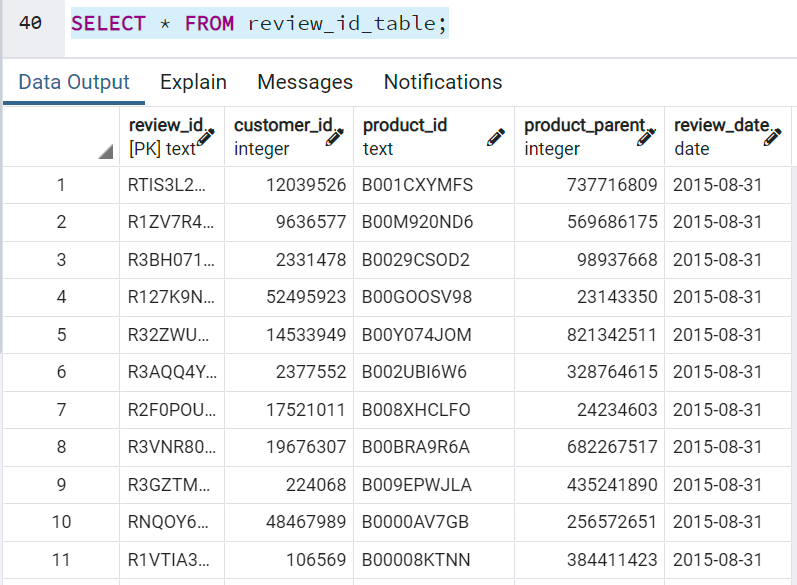 40 SELECT * FROM review_id_table;
Data Output Explain Messages Notifications
review_id.. customer_id.. product_id product_parent.. review_date..
[PK] text integer text integer date
1 RTIS3L2... 12039526 B001CXYMFS 737716809 2015-08-31
2 R1ZV7R4... 9636577 B00M920ND6 569686175 2015-08-31
3 R3BH071... 2331478 B0029CSOD2 98937668 2015-08-31
4 R127K9N... 52495923 B00GOOSV98 23143350 2015-08-31
5 R32ZWU... 14533949 B00Y074JOM 821342511 2015-08-31
6 R3AQQ4Y... 2377552 B002UBI6W6 328764615 2015-08-31
7 R2F0POU... 17521011 B008XHCLFO 24234603 2015-08-31
8 R3VNR80... 19676307 B00BRA9R6A 682267517 2015-08-31
9 R3GZTM... 224068 B009EPWJLA 435241890 2015-08-31
10 RNQOY6... 48467989 B0000AV7GB 256572651 2015-08-31
11 R1VTIA3... 106569 B00008KTNN 384411423 2015-08-31